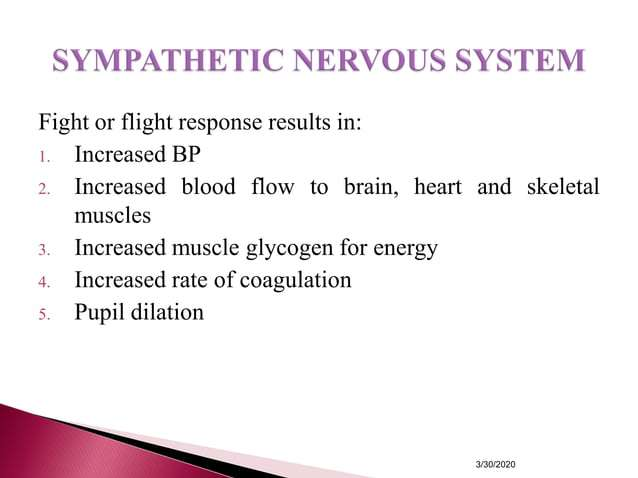 SYMPATHETIC NERVOUS SYSTEM
Fight or flight response results in:
1. Increased BP
2. Increased blood flow to brain, heart and skeletal
muscles
3. Increased muscle glycogen for energy
4. Increased rate of coagulation
5. Pupil dilation
3/30/2020